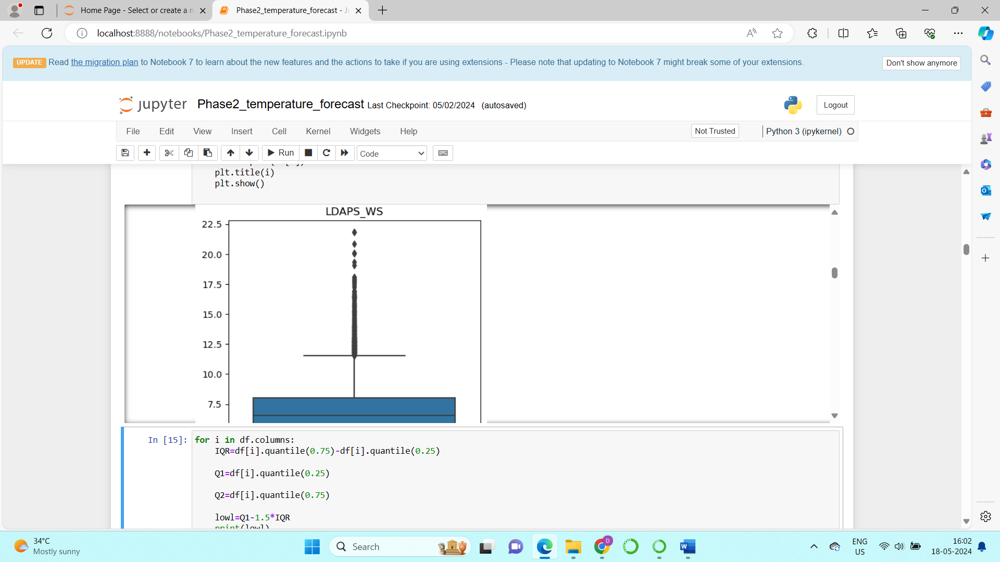 Home Page - Select or create a n
Phase2_temperature_forecast - Ju
localhost:8888/notebooks/Phase2_temperature_forecast.ipynb
UPDATE Read the migration plan to Notebook 7 to learn about the new features and the actions to take if you are using extensions - Please note that updating to Notebook 7 might break some of your extensions.
Don't show anymore
jupyter Phase2_temperature_forecast Last Checkpoint: 05/02/2024 (autosaved)
Logout
File Edit View Insert Cell Kernel Widgets Help
Not Trusted
Python 3 (ipykernel)
Run
Code
plt.title(i)
plt.show()
LDAPS_WS
22.5
20.0
17.5
15.0
12.5
10.0
7.5
In [15]:
for i in df.columns:
IQR=df[i].quantile(0.75)-df[i].quantile(0.25)
Q1=df[i].quantile(0.25)
Q2=df[i].quantile(0.75)
lowl=Q1-1.5*IQR
print(lowl)
34°C
Mostly sunny
Search
D
ENG
US
16:02
18-05-2024